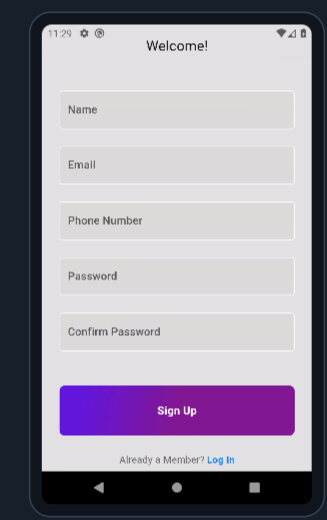 11:29
Welcome!
Name
Email
Phone Number
Password
Confirm Password
Sign Up
Already a Member? Log In